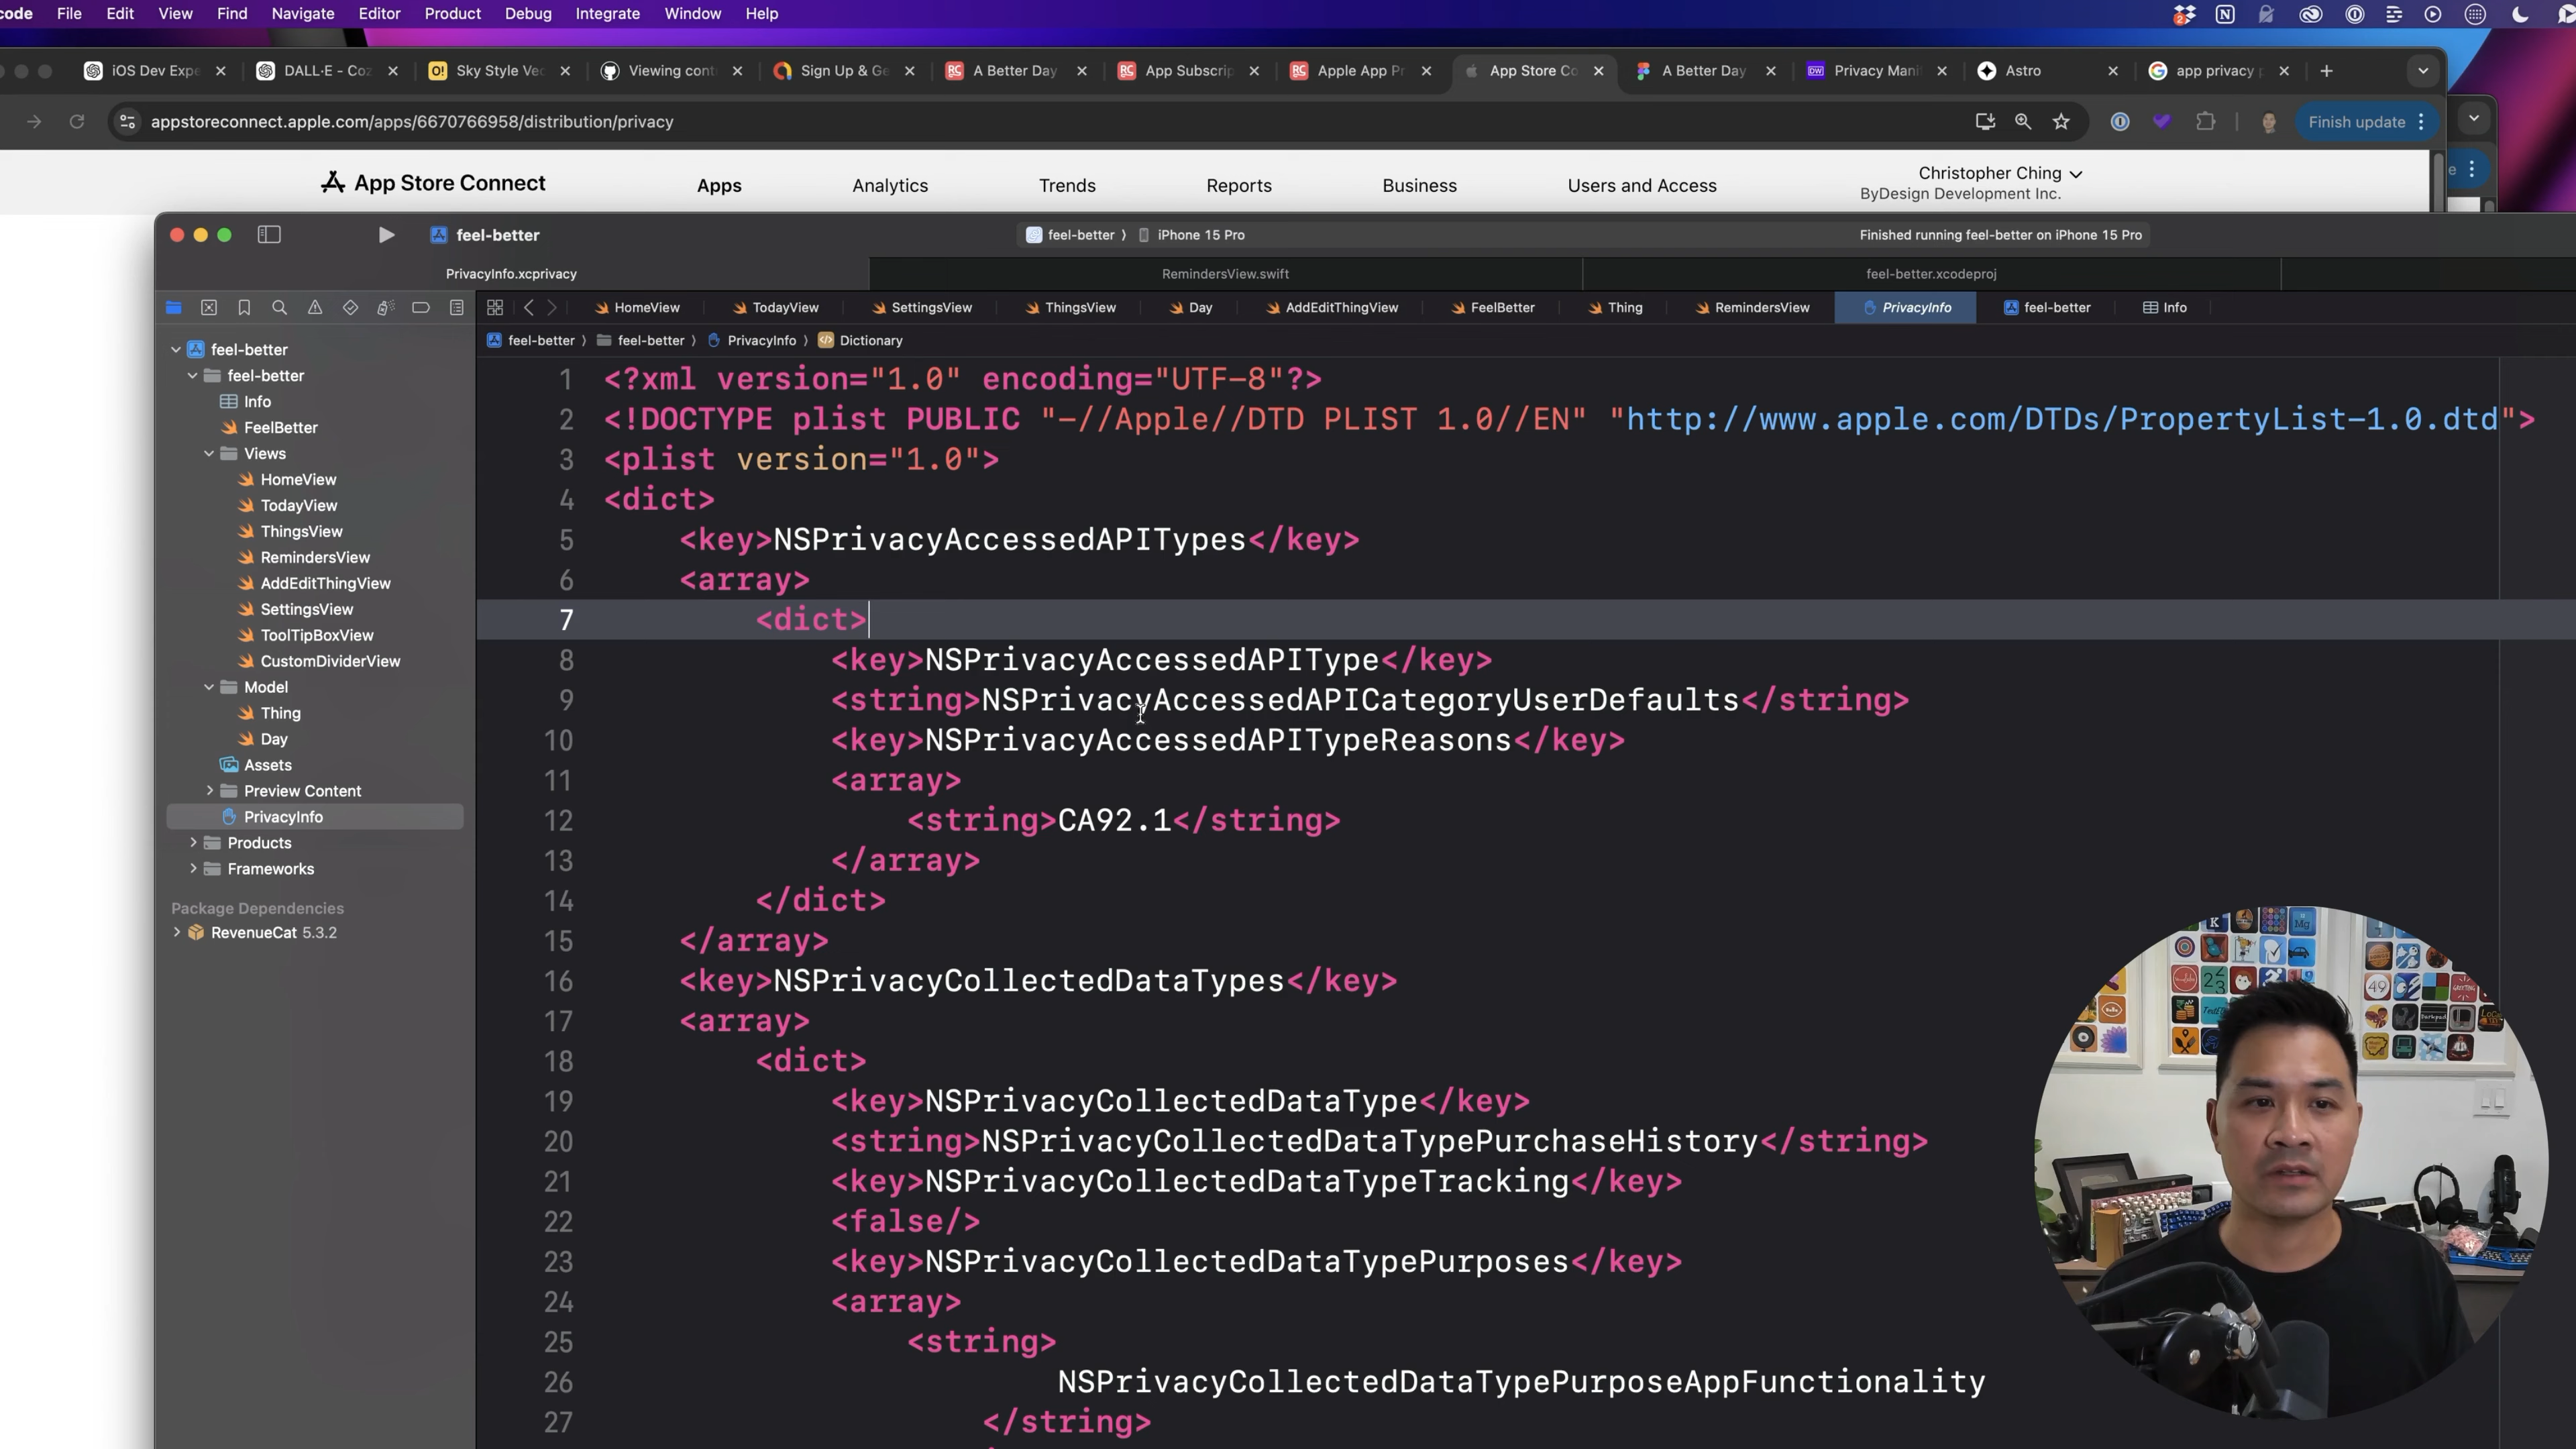 code File Edit View Find Navigate Editor Product Debug Integrate Window Help
iOS Dev Expe DALL·E - Coz Sky Style Vec Viewing cont Sign Up & Ge A Better Day App Subscrip Apple App Pr App Store Co A Better Day Privacy Mani Astro app privacy p
appstoreconnect.apple.com/apps/6670766958/distribution/privacy Finish update
App Store Connect Apps Analytics Trends Reports Business Users and Access Christopher Ching
ByDesign Development Inc.
feel-better feel-better iPhone 15 Pro Finished running feel-better on iPhone 15 Pro
PrivacyInfo.xcprivacy RemindersView.swift feel-better.xcodeproj
HomeView TodayView SettingsView ThingsView Day AddEditThingView FeelBetter Thing RemindersView PrivacyInfo feel-better Info
feel-better feel-better PrivacyInfo Dictionary
feel-better
feel-better
Info
FeelBetter
Views
HomeView
TodayView
ThingsView
RemindersView
AddEditThingView
SettingsView
ToolTipBoxView
CustomDividerView
Model
Thing
Day
Assets
Preview Content
PrivacyInfo
Products
Frameworks
Package Dependencies
RevenueCat 5.3.2
1 <?xml version="1.0" encoding="UTF-8"?>
2 <!DOCTYPE plist PUBLIC "-//Apple//DTD PLIST 1.0//EN" "http://www.apple.com/DTDs/PropertyList-1.0.dtd">
3 <plist version="1.0">
4 <dict>
5 <key>NSPrivacyAccessedAPITypes</key>
6 <array>
7 <dict>
8 <key>NSPrivacyAccessedAPIType</key>
9 <string>NSPrivacyAccessedAPICategoryUserDefaults</string>
10 <key>NSPrivacyAccessedAPITypeReasons</key>
11 <array>
12 <string>CA92.1</string>
13 </array>
14 </dict>
15 </array>
16 <key>NSPrivacyCollectedDataTypes</key>
17 <array>
18 <dict>
19 <key>NSPrivacyCollectedDataType</key>
20 <string>NSPrivacyCollectedDataTypePurchaseHistory</string>
21 <key>NSPrivacyCollectedDataTypeTracking</key>
22 <false/>
23 <key>NSPrivacyCollectedDataTypePurposes</key>
24 <array>
25 <string>
26 NSPrivacyCollectedDataTypePurposeAppFunctionality
27 </string>